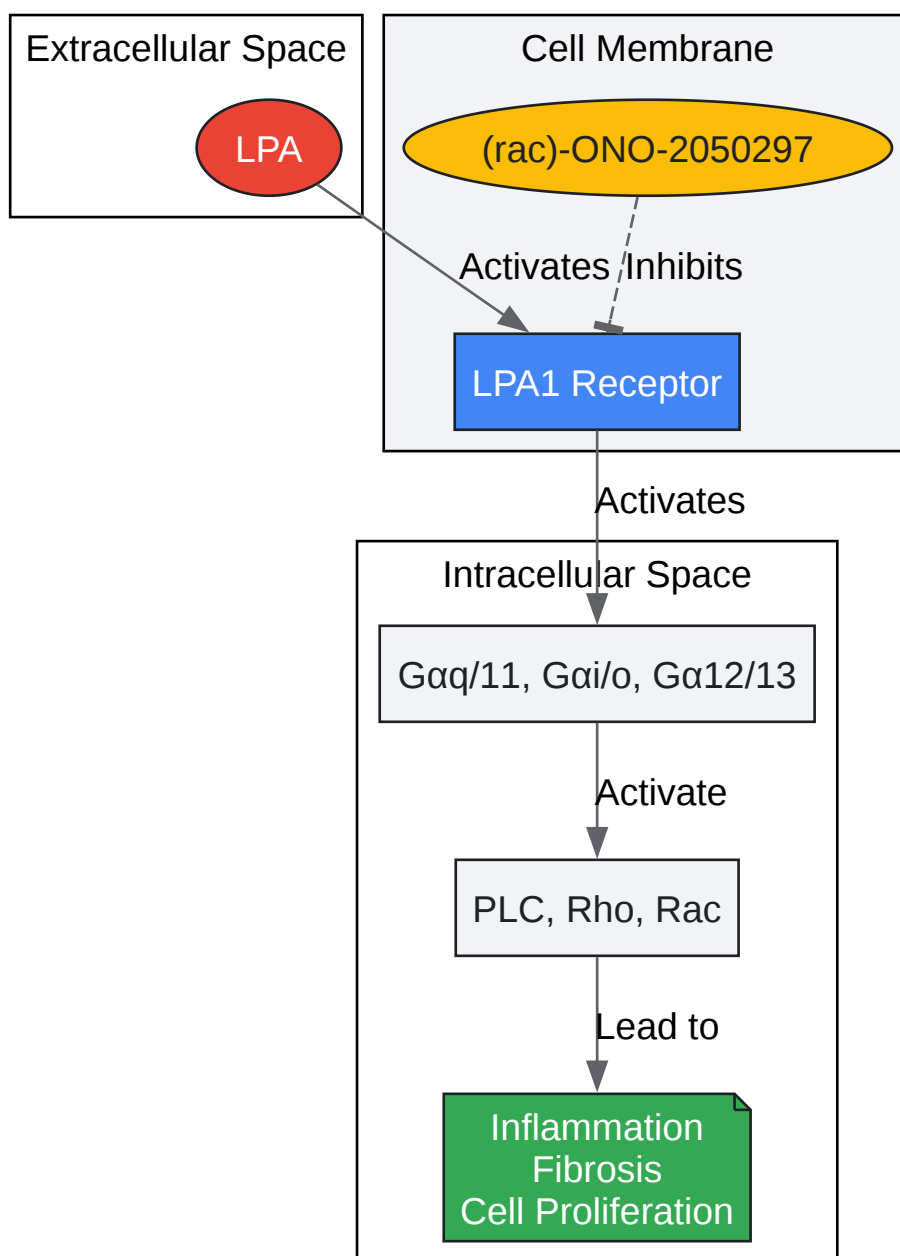 Extracellular Space
Cell Membrane
LPA
(rac)-ONO-2050297
Activates
Inhibits
LPA1 Receptor
Activates
Intracellular Space
Gαq/11, Gαi/o, Gα12/13
Activate
PLC, Rho, Rac
Lead to
Inflammation
Fibrosis
Cell Proliferation